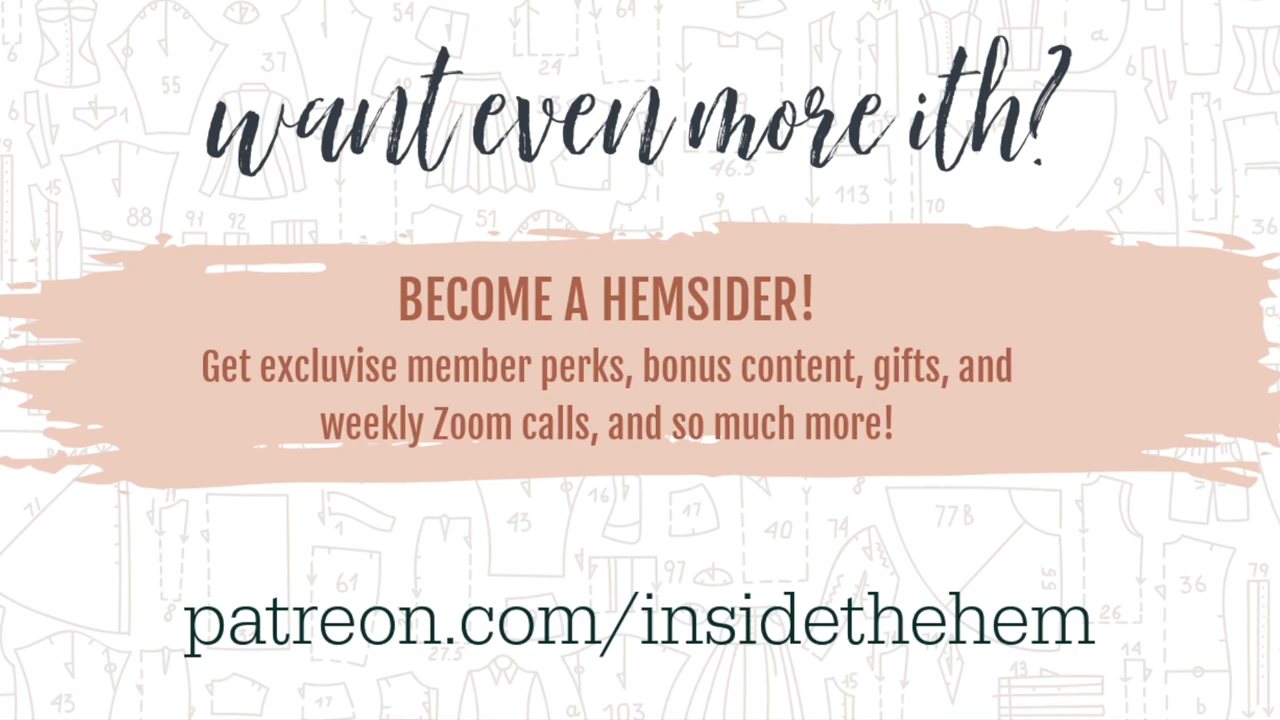 want even more ith?
BECOME A HEMSIDER!
Get excluvise member perks, bonus content, gifts, and
weekly Zoom calls, and so much more!
patreon.com/insidethehem